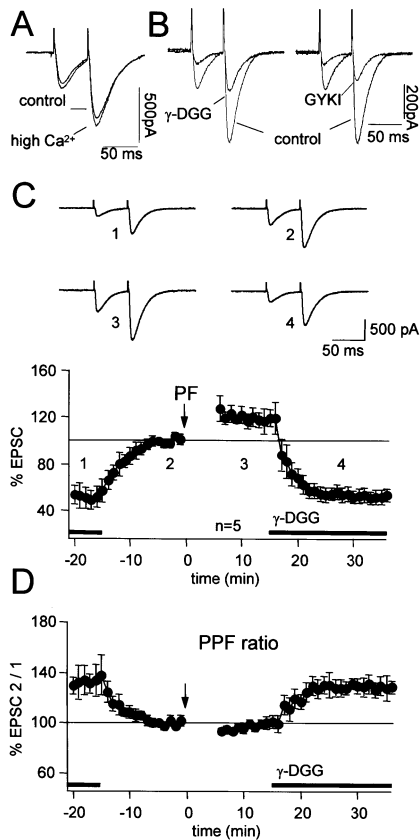 A
control
high Ca²⁺
50 ms
500pA
B
γ-DGG
GYKI
control
50 ms
200pA
C
1
2
3
4
500 pA
50 ms
% EPSC
160
120
80
40
PF
1
2
3
4
n=5
γ-DGG
-20 -10 0 10 20 30
time (min)
D
% EPSC 2 / 1
180
140
100
60
PPF ratio
γ-DGG
-20 -10 0 10 20 30
time (min)